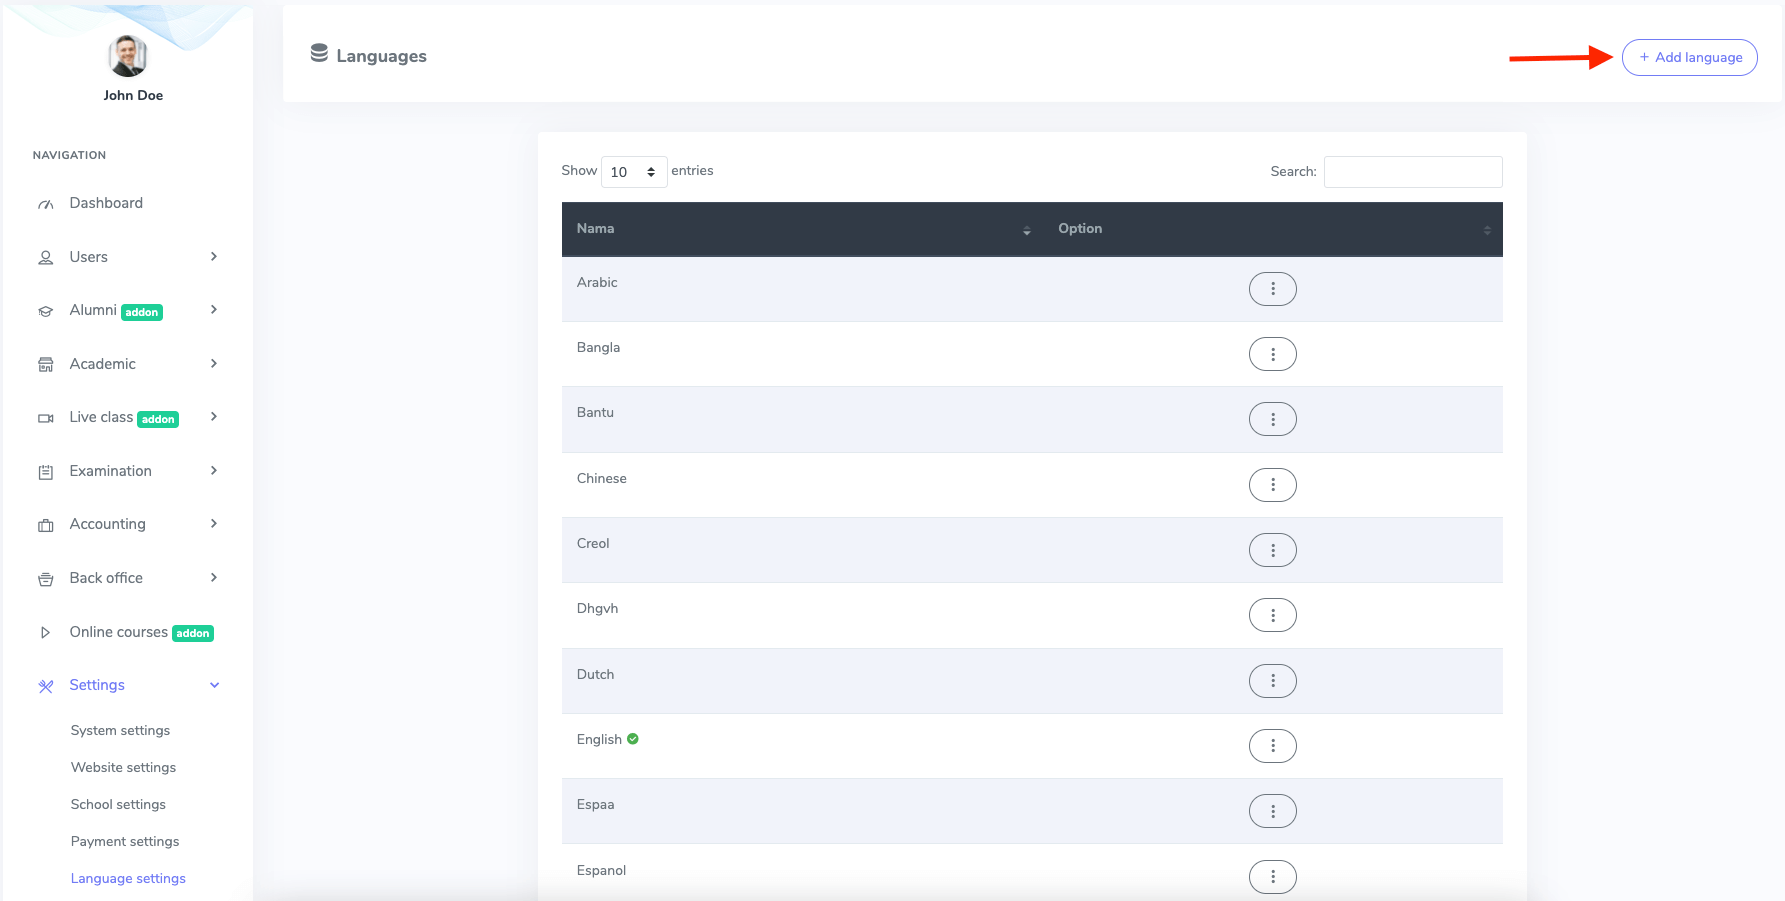 John Doe
NAVIGATION
Dashboard
Users
Alumni addon
Academic
Live class addon
Examination
Accounting
Back office
Online courses addon
Settings
System settings
Website settings
School settings
Payment settings
Language settings
Languages
+ Add language
Show 10 entries
Search:
Nama Option
Arabic
Bangla
Bantu
Chinese
Creol
Dhgvh
Dutch
English
Espaa
Espanol